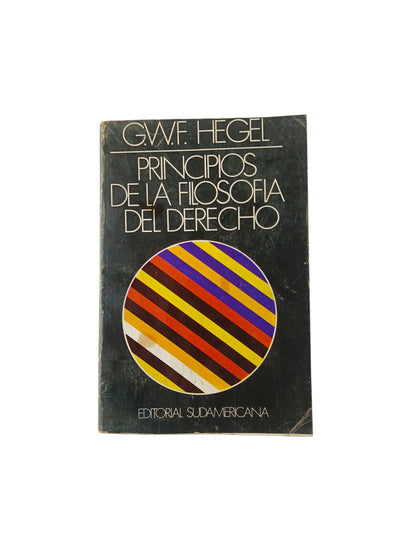 G.W.F. HEGEL
PRINCIPIOS
DE LA FILOSOFIA
DEL DERECHO
EDITORIAL SUDAMERICANA